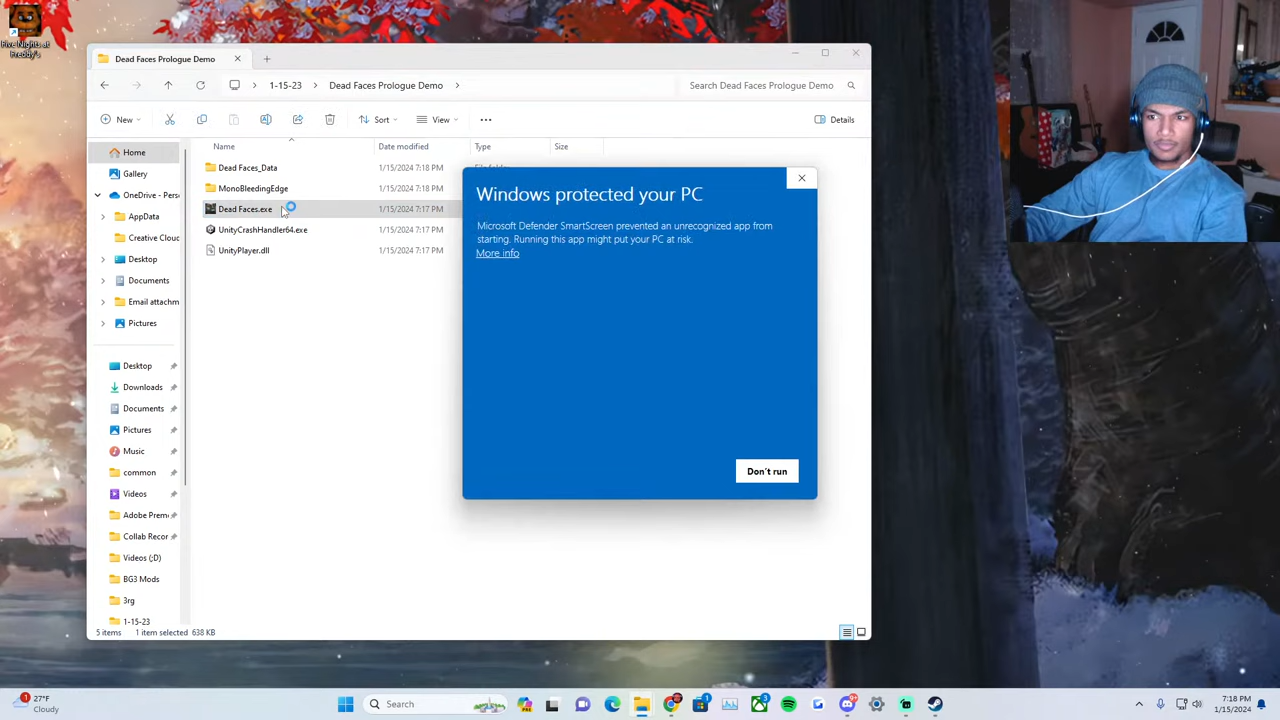 Five Nights at
Freddy's
Dead Faces Prologue Demo
1-15-23 Dead Faces Prologue Demo Search Dead Faces Prologue Demo
New Sort View Details
Home
Gallery
OneDrive - Pers
AppData
Creative Cloud
Desktop
Documents
Email attachm
Pictures
Desktop
Downloads
Documents
Pictures
Music
common
Videos
Adobe Prem
Collab Recor
Videos (;D)
BG3 Mods
3rg
1-15-23
Name Date modified Type Size
Dead Faces_Data 1/15/2024 7:18 PM
MonoBleedingEdge 1/15/2024 7:18 PM
Dead Faces.exe 1/15/2024 7:17 PM
UnityCrashHandler64.exe 1/15/2024 7:17 PM
UnityPlayer.dll 1/15/2024 7:17 PM
Windows protected your PC
Microsoft Defender SmartScreen prevented an unrecognized app from
starting. Running this app might put your PC at risk.
More info
Don't run
5 items 1 item selected 638 KB
1
27°F
Cloudy
Search
PRE
1
3
9+
7:18 PM
1/15/2024